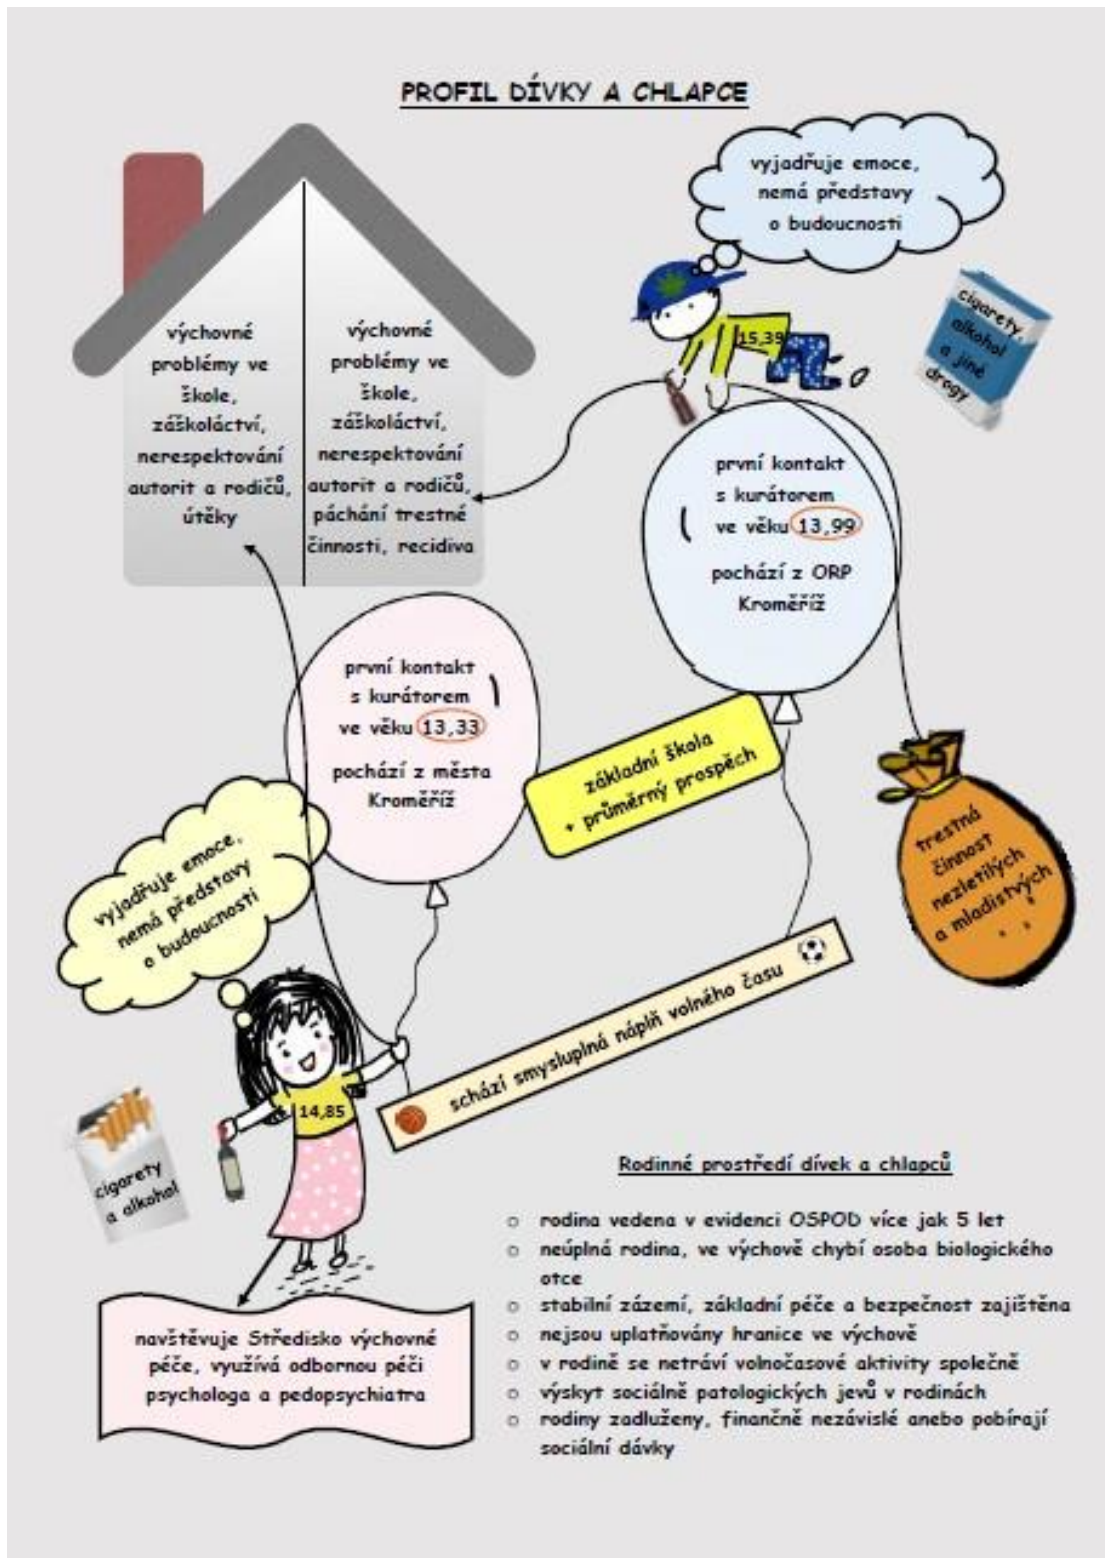 PROFIL DÍVKY A CHLAPCE
vyjadřuje emoce,
nemá představy
o budoucnosti
cigarety,
alkohol
a jiné
drogy
15,39
výchovné
problémy ve
škole,
záškoláctví,
nerespektování
autorit a rodičů,
útěky
výchovné
problémy ve
škole,
záškoláctví,
nerespektování
autorit a rodičů,
páchání trestné
činnosti, recidiva
první kontakt
s kurátorem
ve věku 13,99
pochází z ORP
Kroměříž
první kontakt
s kurátorem
ve věku 13,33
pochází z města
Kroměříž
základní škola
+ průměrný prospěch
trestná
činnost
nezletilých
a mladistvých
vyjadřuje emoce,
nemá představy
o budoucnosti
schází smysluplná náplň volného času
14,85
cigarety
a alkohol
navštěvuje Středisko výchovné
péče, využívá odbornou péči
psychologa a pedopsychiatra
Rodinné prostředí dívek a chlapců
o rodina vedena v evidenci OSPOD více jak 5 let
o neúplná rodina, ve výchově chybí osoba biologického
otce
o stabilní zázemí, základní péče a bezpečnost zajištěna
o nejsou uplatňovány hranice ve výchově
o v rodině se netráví volnočasové aktivity společně
o výskyt sociálně patologických jevů v rodinách
o rodiny zadluženy, finančně nezávislé anebo pobírají
sociální dávky